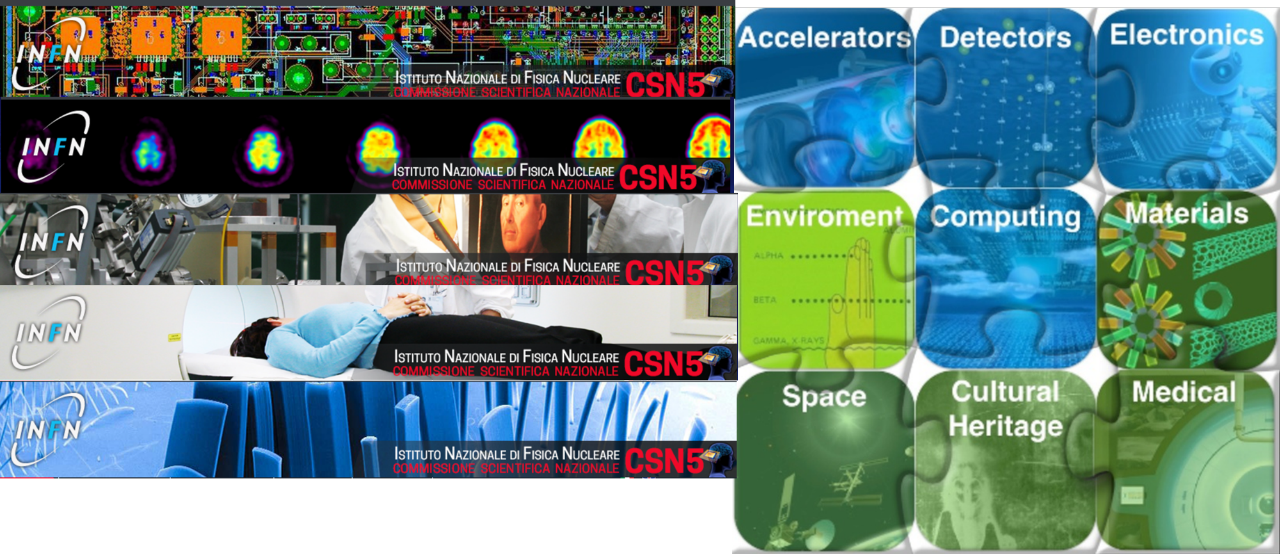 INFN
ISTITUTO NAZIONALE DI FISICA NUCLEARE
COMMISSIONE SCIENTIFICA NAZIONALE
CSN5
INFN
ISTITUTO NAZIONALE DI FISICA NUCLEARE
COMMISSIONE SCIENTIFICA NAZIONALE
CSN5
INFN
ISTITUTO NAZIONALE DI FISICA NUCLEARE
COMMISSIONE SCIENTIFICA NAZIONALE
CSN5
INFN
ISTITUTO NAZIONALE DI FISICA NUCLEARE
COMMISSIONE SCIENTIFICA NAZIONALE
CSN5
INFN
ISTITUTO NAZIONALE DI FISICA NUCLEARE
COMMISSIONE SCIENTIFICA NAZIONALE
CSN5
Accelerators
Detectors
Electronics
Enviroment
ALPHA
BETA
GAMMA, X-RAYS
Computing
Materials
Space
Cultural
Heritage
Medical